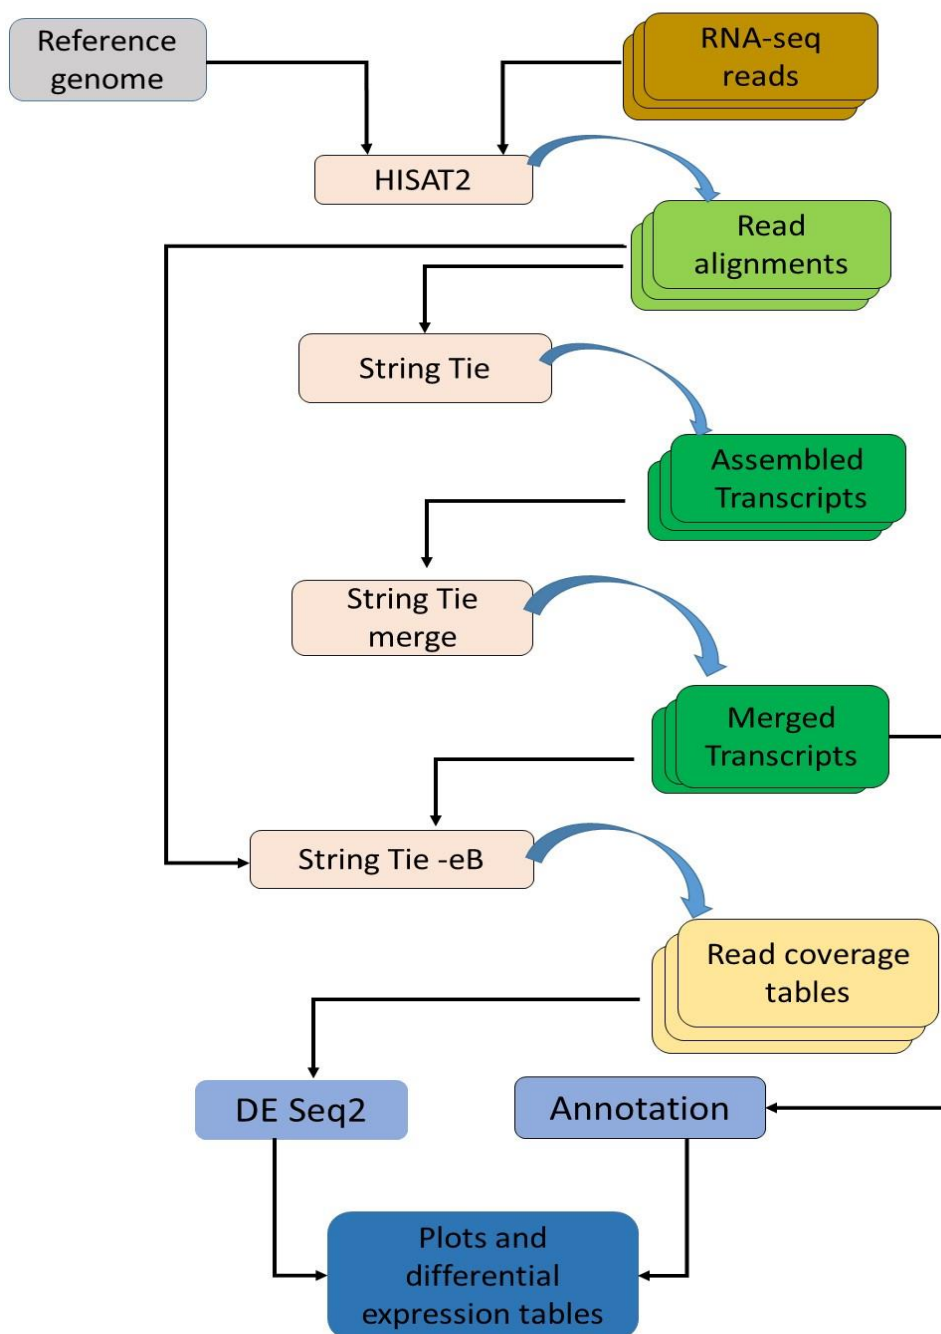 Reference
genome
RNA-seq
reads
HISAT2
Read
alignments
String Tie
Assembled
Transcripts
String Tie
merge
Merged
Transcripts
String Tie -eB
Read coverage
tables
DE Seq2
Annotation
Plots and
differential
expression tables